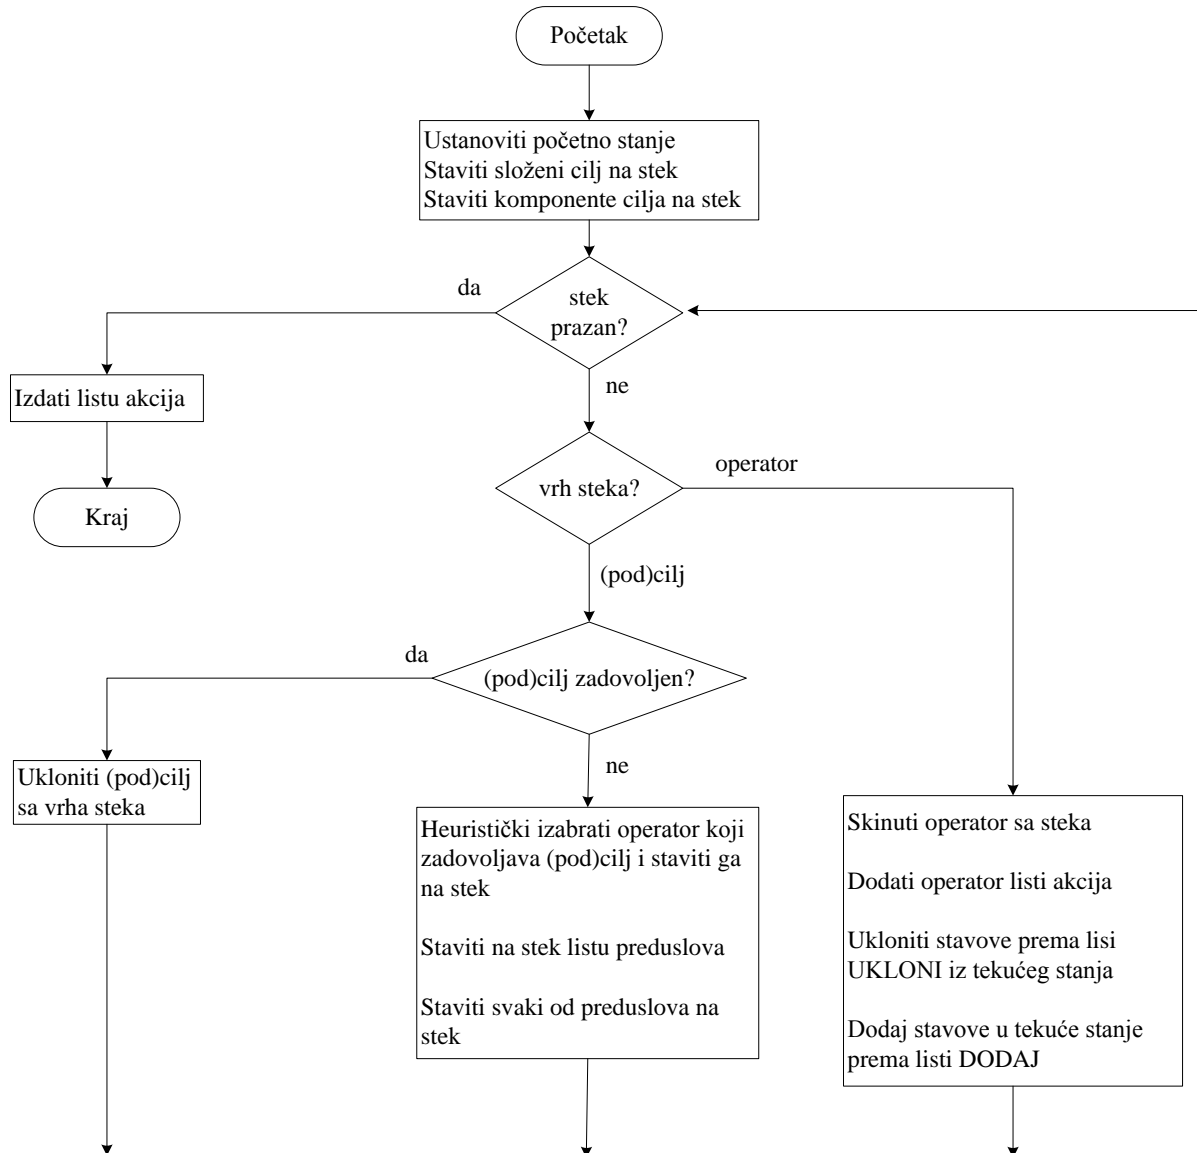 Početak
Ustanoviti početno stanje
Staviti složeni cilj na stek
Staviti komponente cilja na stek
da
stek
prazan?
ne
Izdati listu akcija
Kraj
vrh steka?
operator
(pod)cilj
da
(pod)cilj zadovoljen?
ne
Ukloniti (pod)cilj
sa vrha steka
Heuristički izabrati operator koji
zadovoljava (pod)cilj i staviti ga
na stek
Staviti na stek listu preduslova
Staviti svaki od preduslova na
stek
Skinuti operator sa steka
Dodati operator listi akcija
Ukloniti stavove prema lisi
UKLONI iz tekućeg stanja
Dodaj stavove u tekuće stanje
prema listi DODAJ